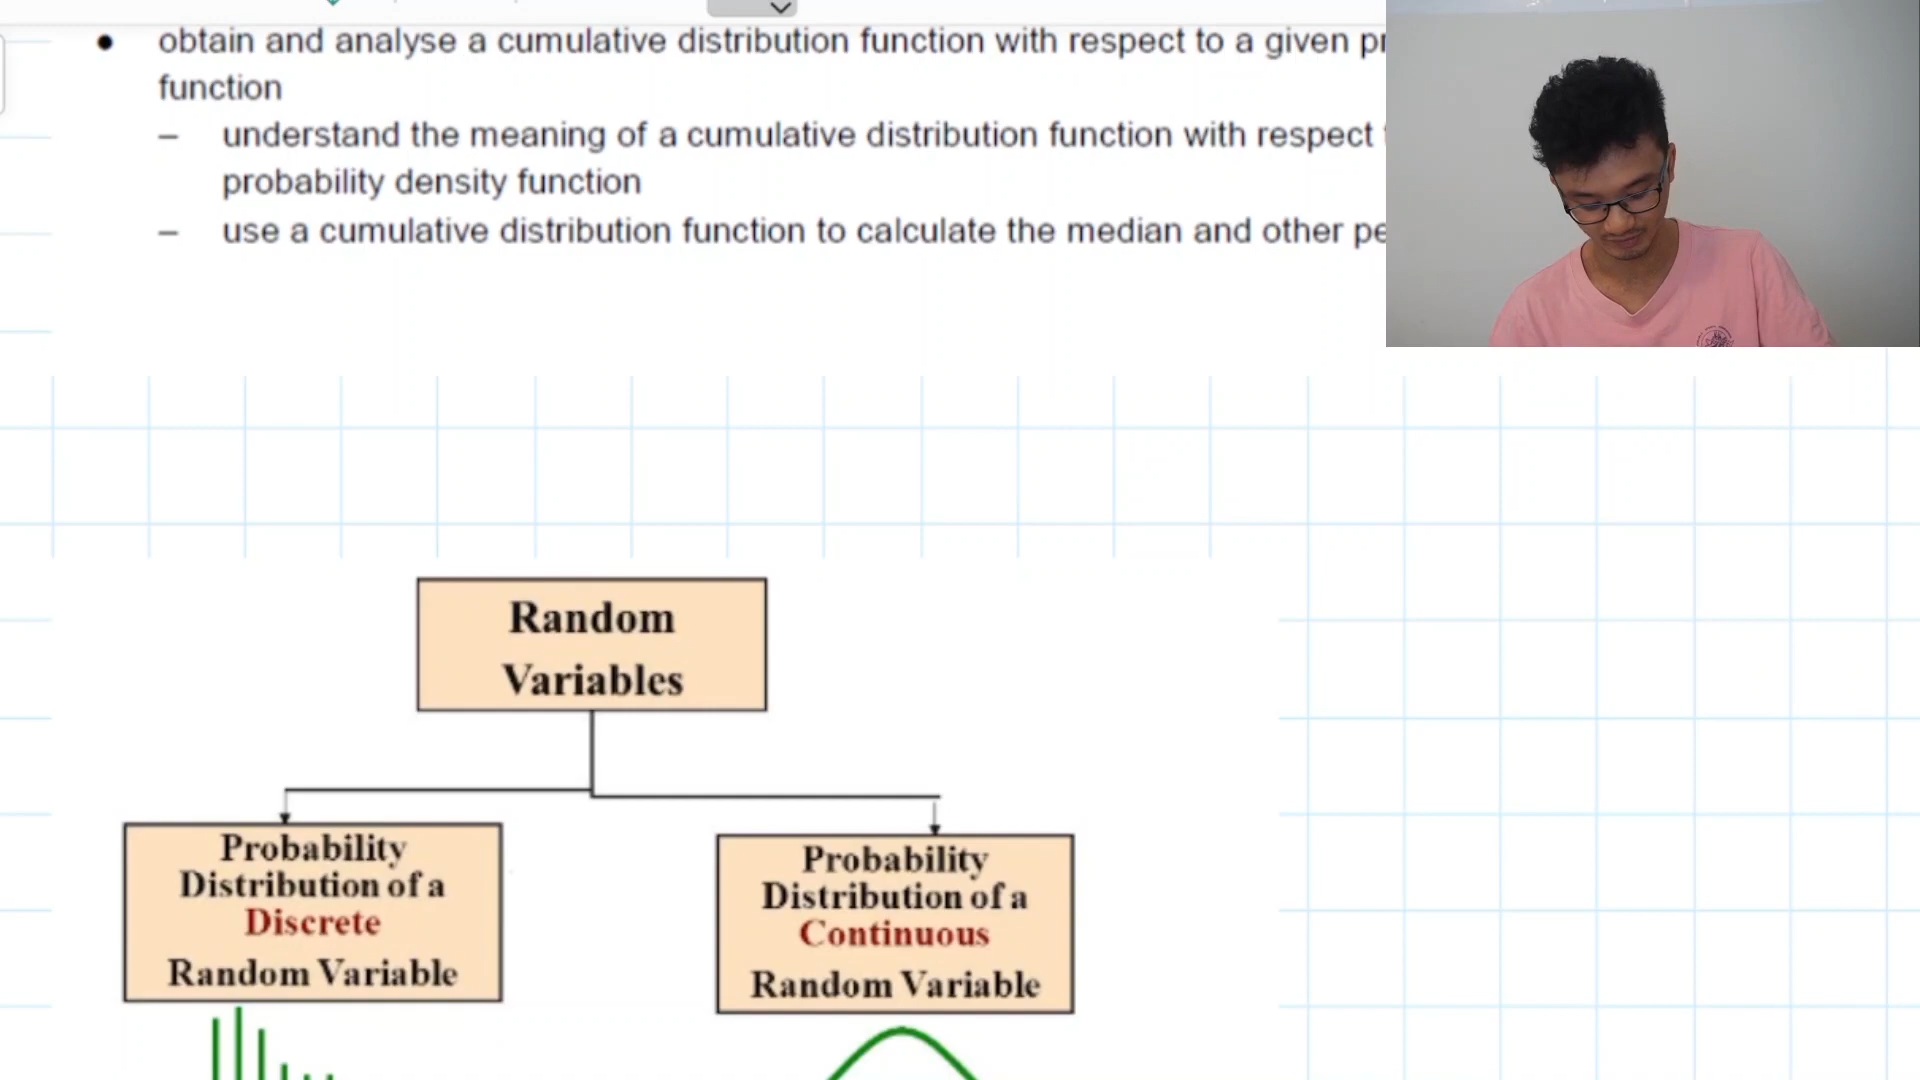 ● obtain and analyse a cumulative distribution function with respect to a given
function
– understand the meaning of a cumulative distribution function with respect
probability density function
– use a cumulative distribution function to calculate the median and other
Random
Variables
Probability
Distribution of a
Discrete
Random Variable
Probability
Distribution of a
Continuous
Random Variable